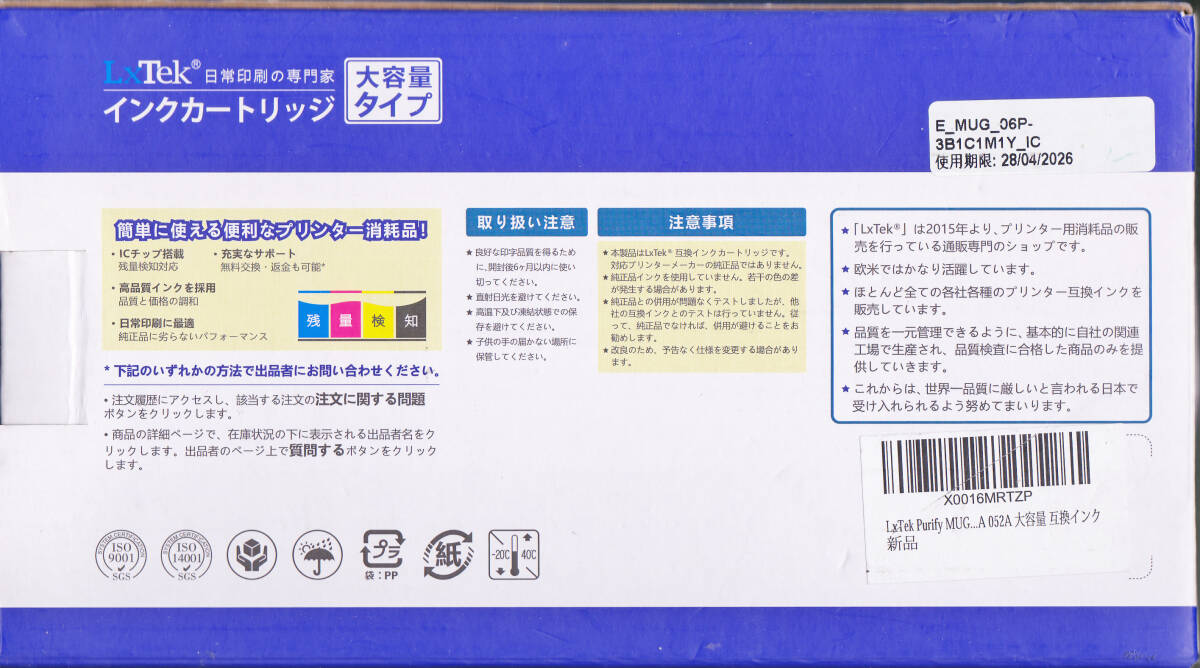 LxTek® 日常印刷の専門家
インクカートリッジ
大容量
タイプ
E_MUG_06P-
3B1C1M1Y_IC
使用期限: 28/04/2026
簡単に使える便利なプリンター消耗品!
・ICチップ搭載
残量検知対応
・充実なサポート
無料交換・返金も可能*
・高品質インクを採用
品質と価格の調和
・日常印刷に最適
純正品に劣らないパフォーマンス
残 量 検 知
* 下記のいずれかの方法で出品者にお問い合わせください。
・注文履歴にアクセスし、該当する注文の注文に関する問題
ボタンをクリックします。
・商品の詳細ページで、在庫状況の下に表示される出品者名をク
リックします。出品者のページ上で質問するボタンをクリック
します。
取り扱い注意
★ 良好な印字品質を得るため
に、開封後6ヶ月以内に使い
切ってください。
★ 直射日光を避けてください。
★ 高温下及び凍結状態での保
存を避けてください。
★ 子供の手の届かない場所に
保管してください。
注意事項
★ 本製品はLxTek® 互換インクカートリッジです。
対応プリンターメーカーの純正品ではありません。
★ 純正品インクを使用していません。若干の色の差
が発生する場合があります。
★ 純正品との併用が問題なくテストしましたが、他
社の互換インクとのテストは行っていません。従
って、純正品でなければ、併用が避けることをお
勧めします。
★ 改良のため、予告なく仕様を変更する場合があり
ます。
★ 「LxTek®」は2015年より、プリンター用消耗品の販
売を行っている通販専門のショップです。
★ 欧米ではかなり活躍しています。
★ ほとんど全ての各社各種のプリンター互換インクを
販売しています。
★ 品質を一元管理できるように、基本的に自社の関連
工場で生産され、品質検査に合格した商品のみを提
供していきます。
★ これからは、世界一品質に厳しいと言われる日本で
受け入れられるよう努めてまいります。
X0016MRTZP
LxTek Purify MUG...A 052A 大容量 互換インク
新品
SYSTEM CERTIFICATION
ISO
9001
SGS
SYSTEM CERTIFICATION
ISO
14001
SGS
プラ
袋：PP
紙
-20C 40C